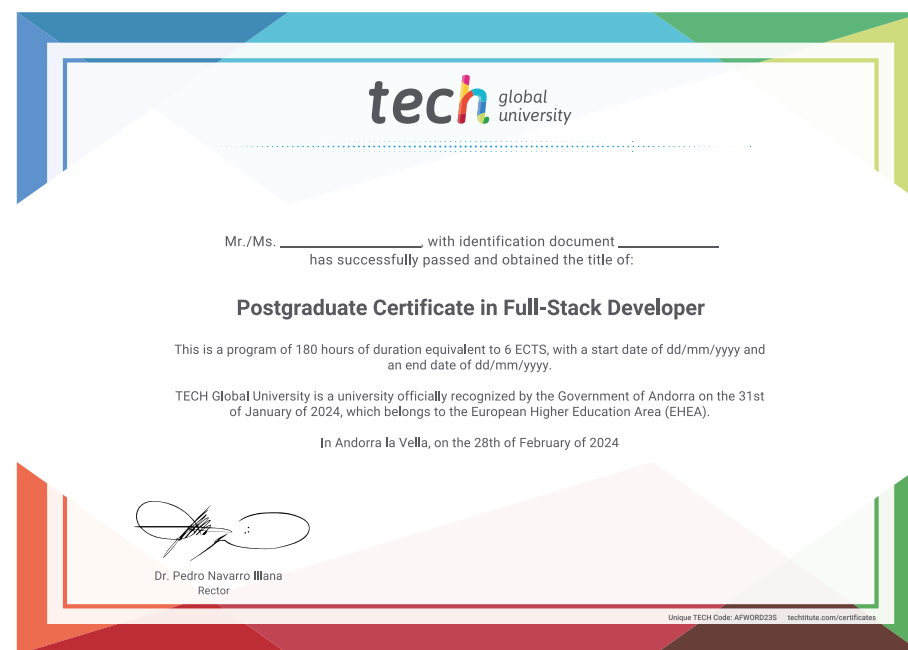 tech global university
Mr./Ms. ____________, with identification document ____________
has successfully passed and obtained the title of:
Postgraduate Certificate in Full-Stack Developer
This is a program of 180 hours of duration equivalent to 6 ECTS, with a start date of dd/mm/yyyy and
an end date of dd/mm/yyyy.
TECH Global University is a university officially recognized by the Government of Andorra on the 31st
of January of 2024, which belongs to the European Higher Education Area (EHEA).
In Andorra la Vella, on the 28th of February of 2024
Dr. Pedro Navarro Illana
Rector
Unique TECH Code: AFWORD23S techtitute.com/certificates